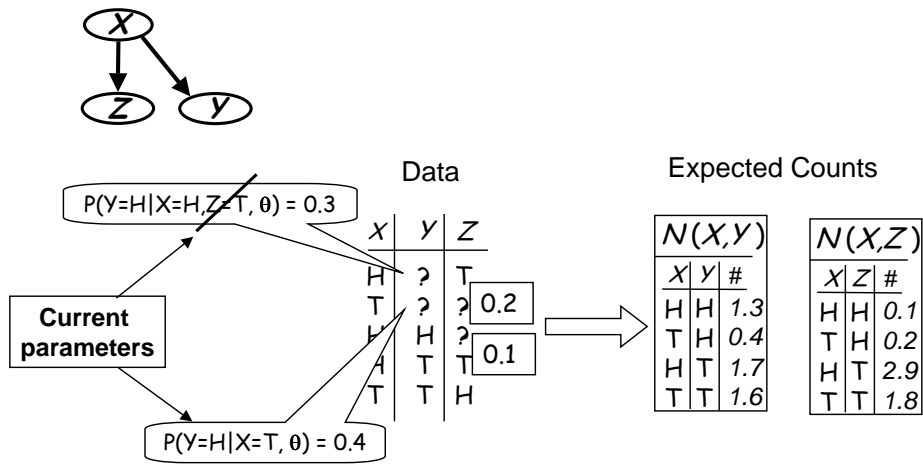 X
Z Y
Data
Expected Counts
P(Y=H|X=H,Z=T, θ) = 0.3
Current
parameters
P(Y=H|X=T, θ) = 0.4
X Y Z
H ? T
T ? ? 0.2
H H ? 0.1
H T T
T T H
N(X,Y)
X Y #
H H 1.3
T H 0.4
H T 1.7
T T 1.6
N(X,Z)
X Z #
H H 0.1
T H 0.2
H T 2.9
T T 1.8